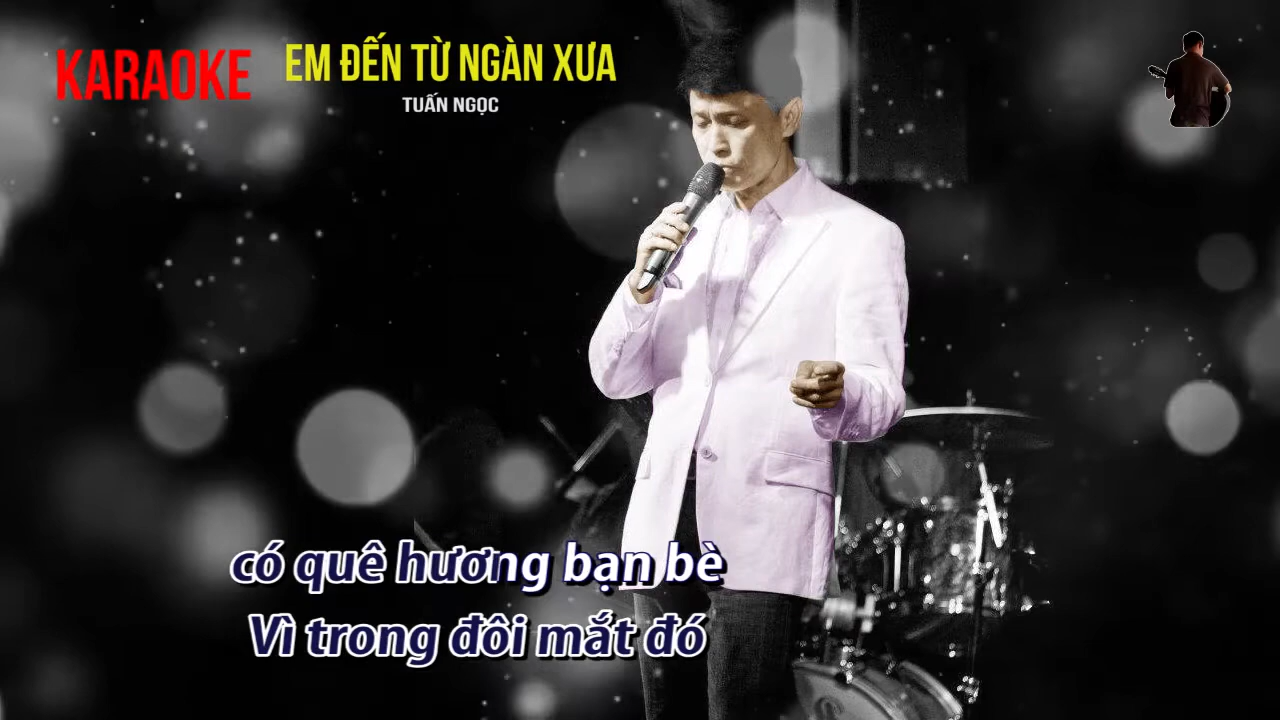 KARAOKE EM ĐẾN TỪ NGÀN XƯA
TUẤN NGỌC
có quê hương bạn bè
Vì trong đôi mắt đó